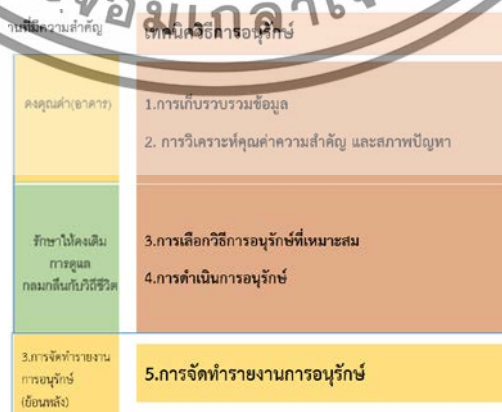 ที่มีความสำคัญ
เทคนิควิธีการอนุรักษ์
คงคุณค่า(อาคาร)
1.การเก็บรวบรวมข้อมูล
2. การวิเคราะห์คุณค่าความสำคัญ และสภาพปัญหา
รักษาให้คงเดิม
การดูแล
กลมกลืนกับวิถีชีวิต
3.การเลือกวิธีการอนุรักษ์ที่เหมาะสม
4.การดำเนินการอนุรักษ์
3.การจัดทำรายงาน
การอนุรักษ์
(ย้อนหลัง)
5.การจัดทำรายงานการอนุรักษ์